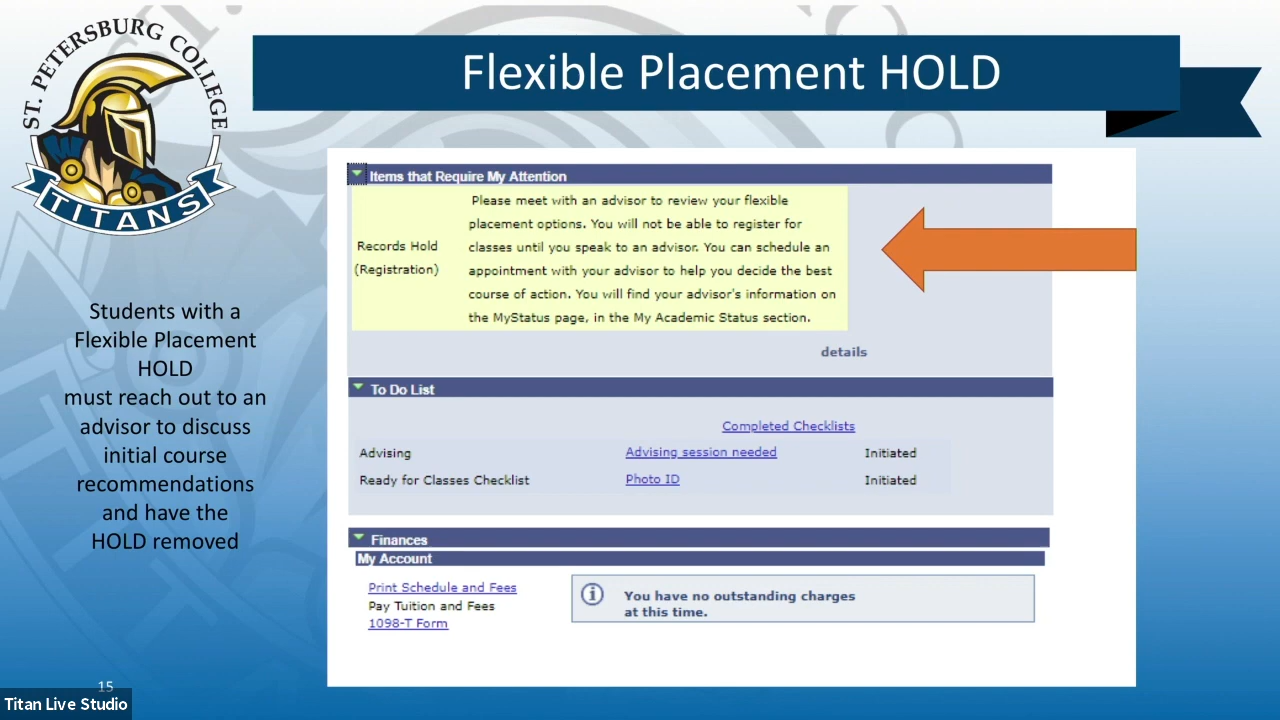 ST. PETERSBURG COLLEGE
TITANS
Flexible Placement HOLD
Students with a
Flexible Placement
HOLD
must reach out to an
advisor to discuss
initial course
recommendations
and have the
HOLD removed
Items that Require My Attention
Records Hold
(Registration)
Please meet with an advisor to review your flexible
placement options. You will not be able to register for
classes until you speak to an advisor. You can schedule an
appointment with your advisor to help you decide the best
course of action. You will find your advisor's information on
the MyStatus page, in the My Academic Status section.
details
To Do List
Completed Checklists
Advising Advising session needed Initiated
Ready for Classes Checklist Photo ID Initiated
Finances
My Account
Print Schedule and Fees
Pay Tuition and Fees
1098-T Form
You have no outstanding charges
at this time.
15
Titan Live Studio